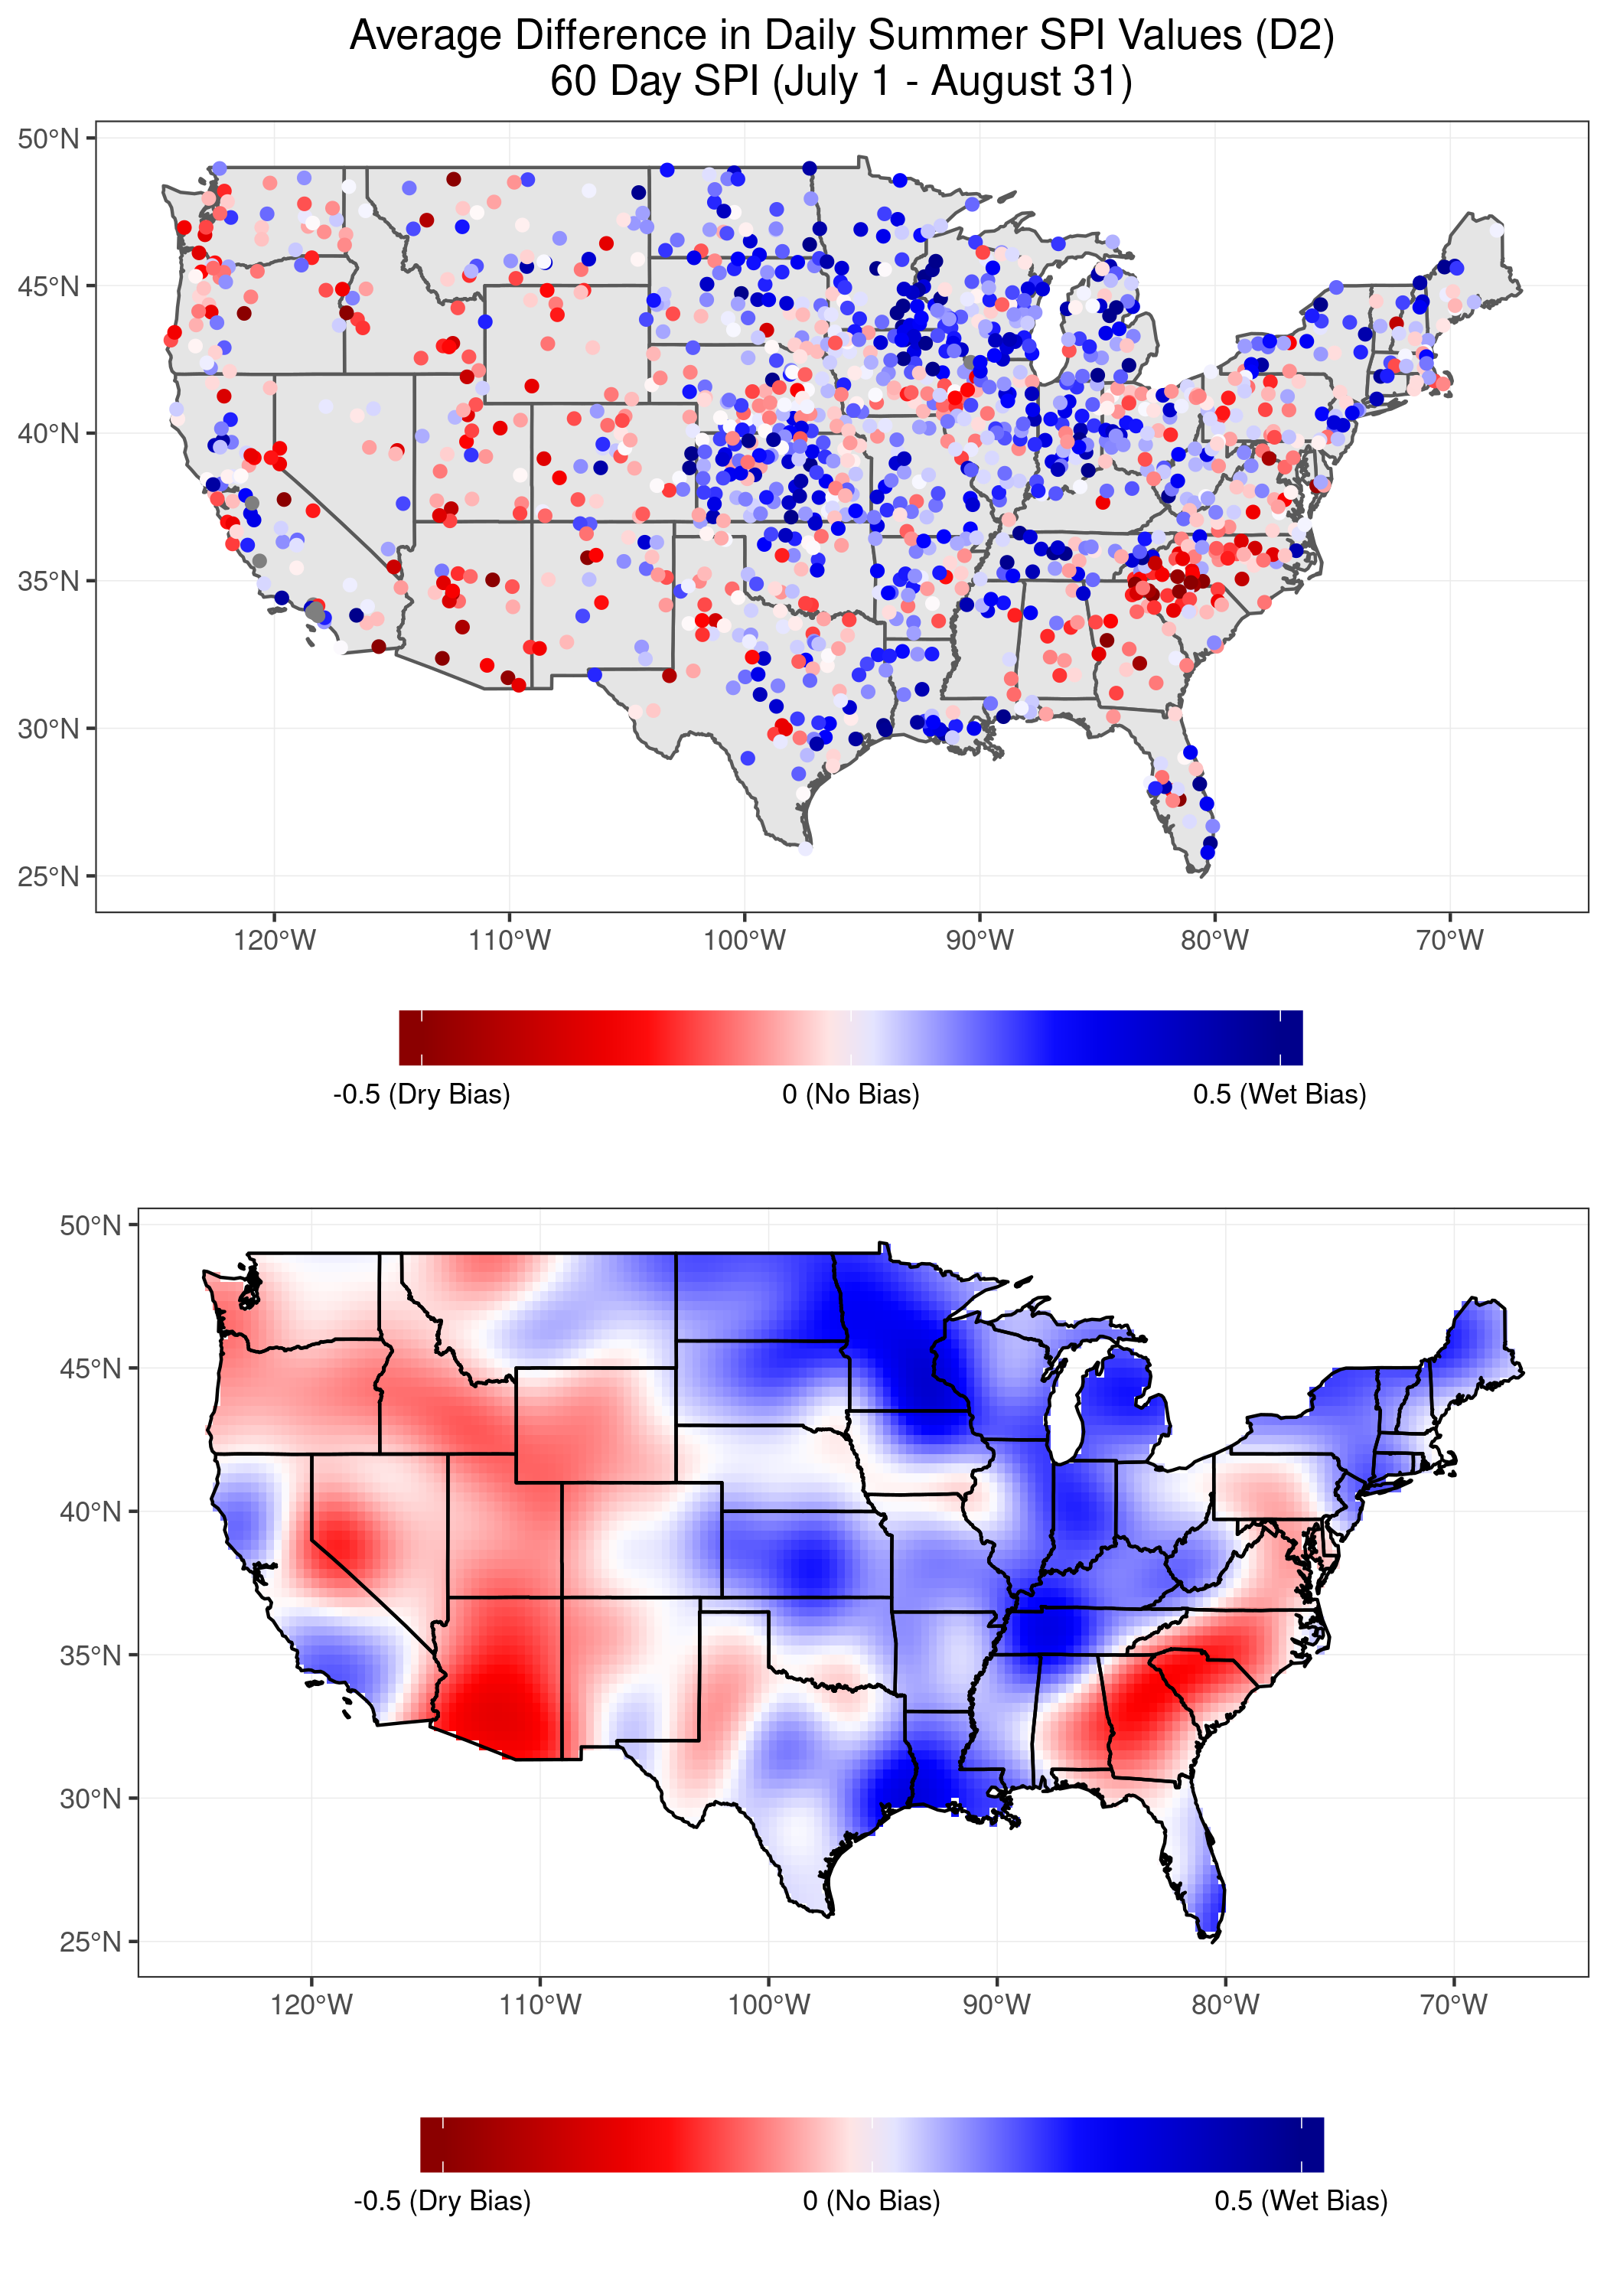 Average Difference in Daily Summer SPI Values (D2)
60 Day SPI (July 1 - August 31)
50°N
45°N
40°N
35°N
30°N
25°N
120°W 110°W 100°W 90°W 80°W 70°W
-0.5 (Dry Bias) 0 (No Bias) 0.5 (Wet Bias)
50°N
45°N
40°N
35°N
30°N
25°N
120°W 110°W 100°W 90°W 80°W 70°W
-0.5 (Dry Bias) 0 (No Bias) 0.5 (Wet Bias)